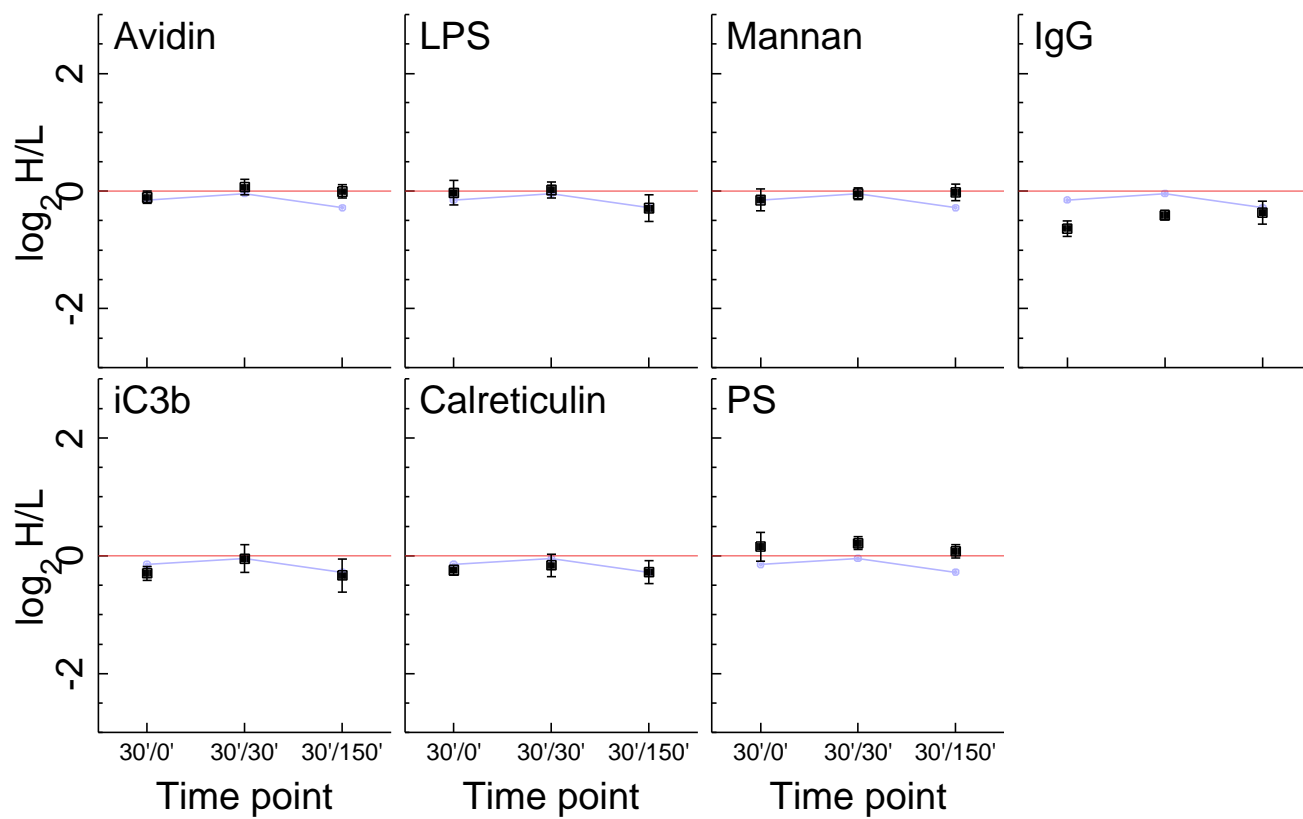 Avidin LPS Mannan IgG
log2 H/L
2
0
-2
iC3b Calreticulin PS
log2 H/L
2
0
-2
30'/0' 30'/30' 30'/150' 30'/0' 30'/30' 30'/150' 30'/0' 30'/30' 30'/150'
Time point Time point Time point